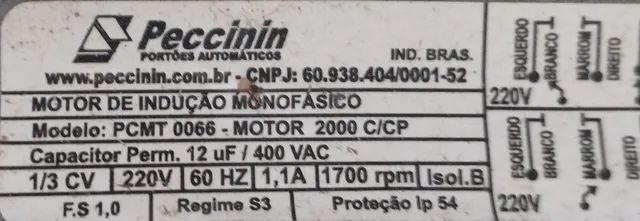 Peccinin
PORTÕES AUTOMÁTICOS
IND. BRAS.
www.peccinin.com.br - CNPJ: 60.938.404/0001-52
MOTOR DE INDUÇÃO MONOFÁSICO
Modelo: PCMT 0066 - MOTOR 2000 C/CP
Capacitor Perm. 12 uF / 400 VAC
1/3 CV 220V 60 HZ 1,1A 1700 rpm Isol.B
F.S 1,0 Regime S3 Proteção Ip 54
220V ESQUERDO BRANCO MARROM DIREITO
220V ESQUERDO BRANCO MARROM DIREITO